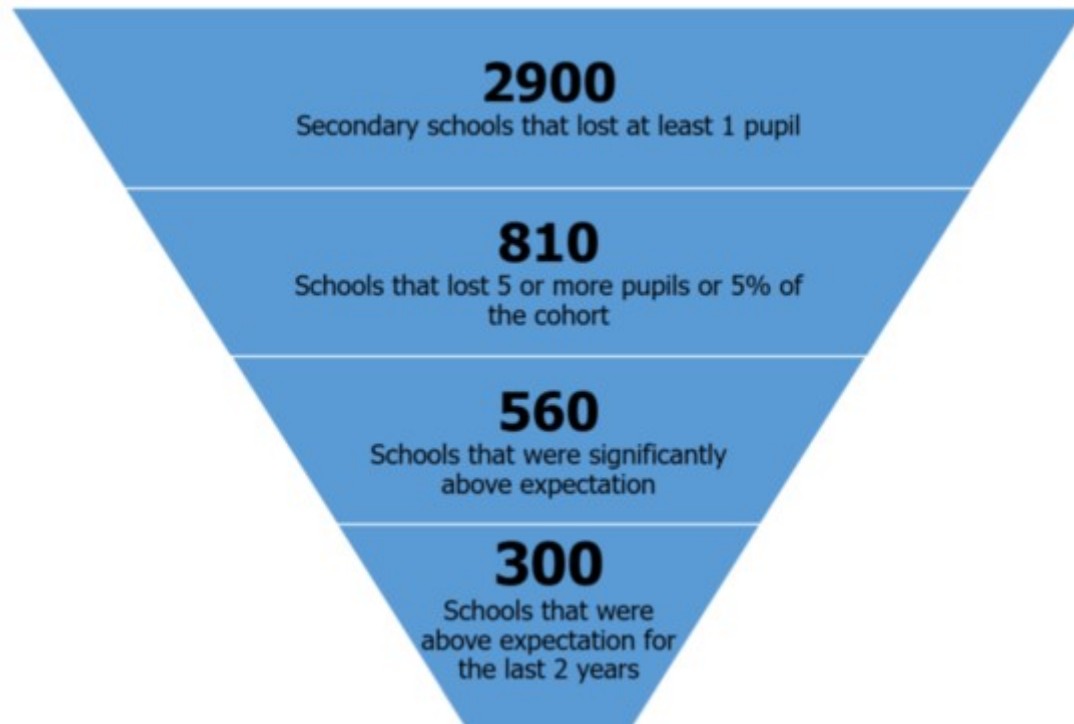 2900
Secondary schools that lost at least 1 pupil
810
Schools that lost 5 or more pupils or 5% of
the cohort
560
Schools that were significantly
above expectation
300
Schools that were
above expectation for
the last 2 years